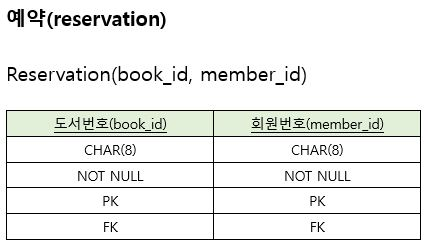 예약(reservation)
Reservation(book_id, member_id)
도서번호(book_id) 회원번호(member_id)
CHAR(8) CHAR(8)
NOT NULL NOT NULL
PK PK
FK FK